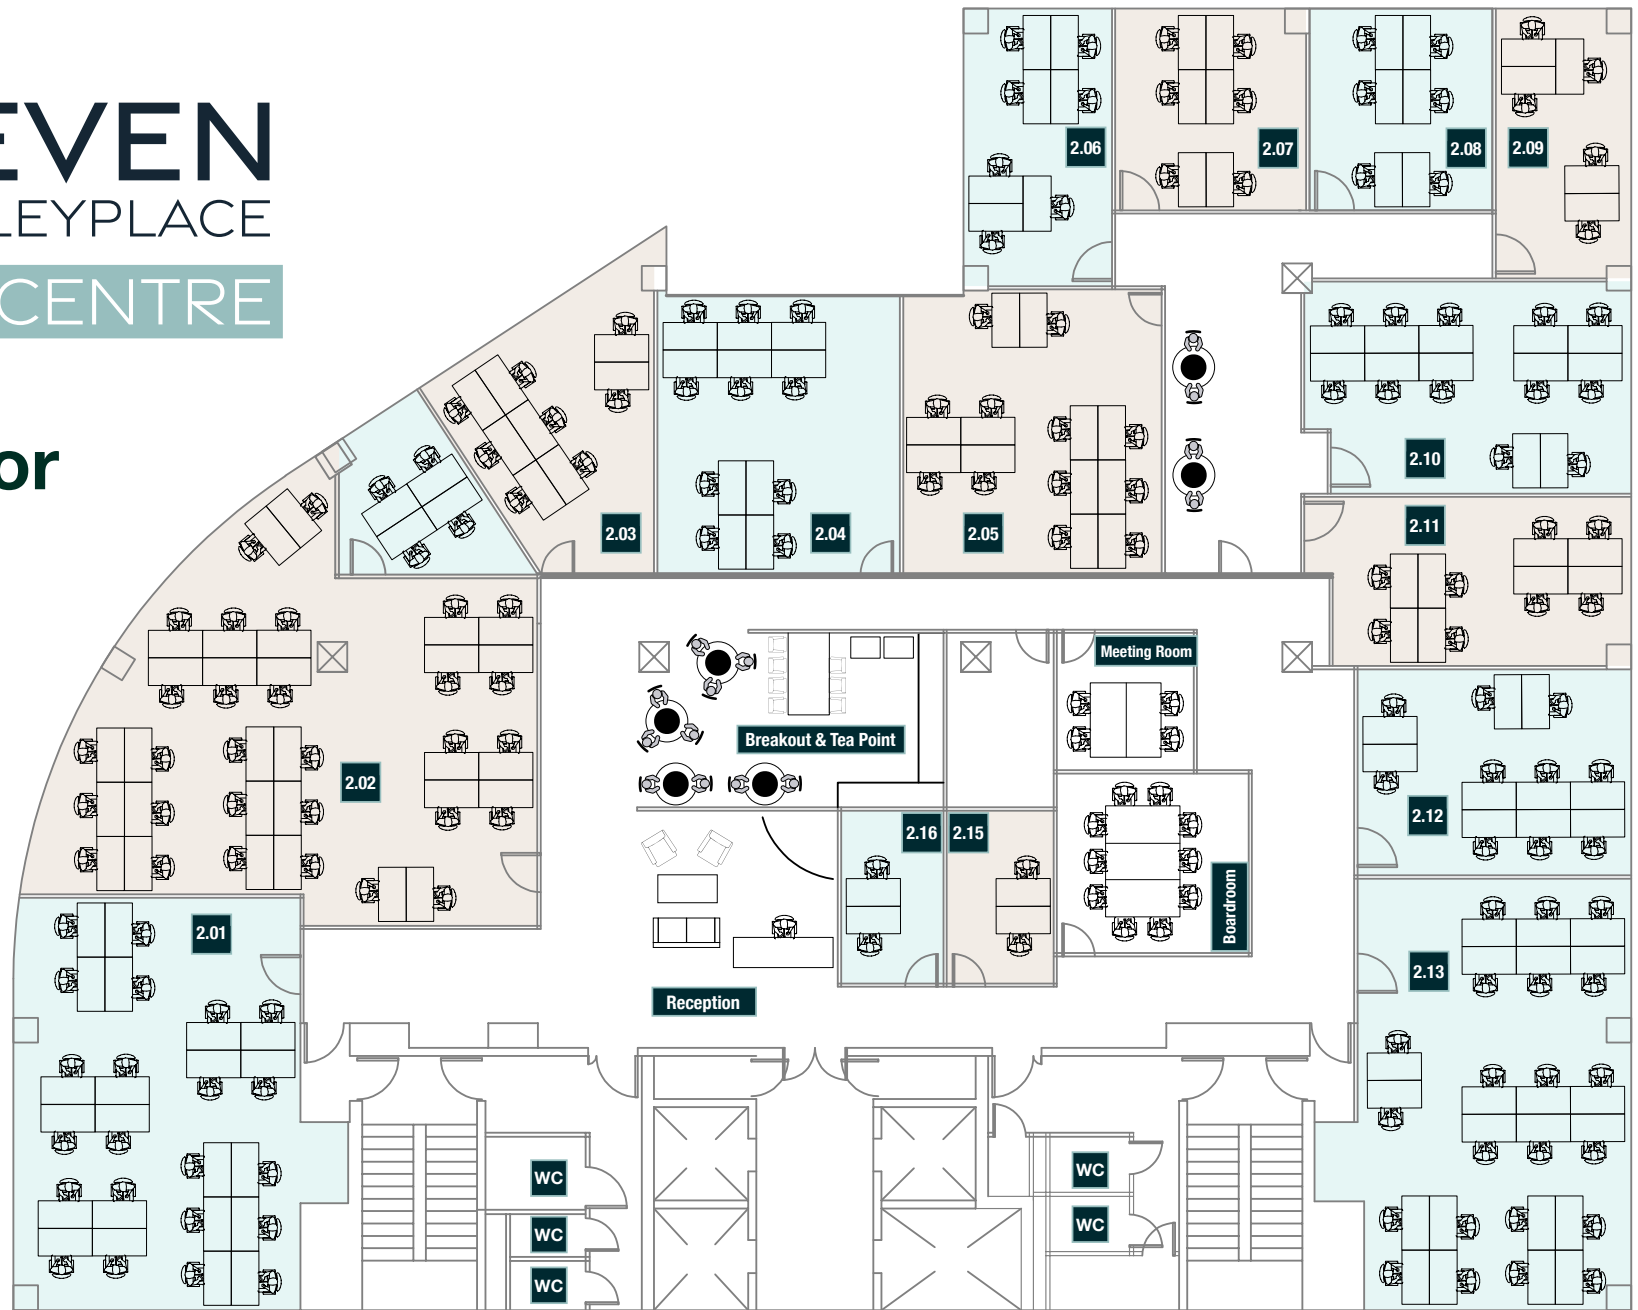 EVEN
LEYPLACE
CENTRE
or
2.06
2.07
2.08
2.09
2.10
2.03
2.04
2.05
2.11
Meeting Room
Breakout & Tea Point
2.02
2.12
2.16
2.15
Boardroom
2.01
2.13
Reception
WC
WC
WC
WC
WC